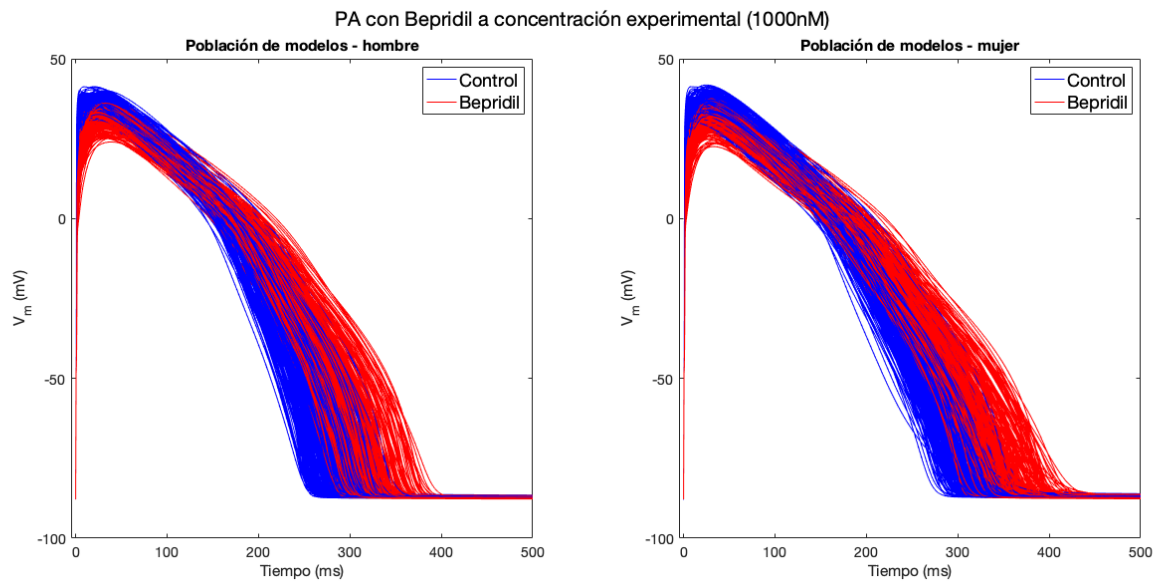 PA con Bepridil a concentración experimental (1000nM)
Población de modelos - hombre
50
0
-50
-100
V_m (mV)
0 100 200 300 400 500
Tiempo (ms)
Control
Bepridil
Población de modelos - mujer
50
0
-50
-100
V_m (mV)
0 100 200 300 400 500
Tiempo (ms)
Control
Bepridil